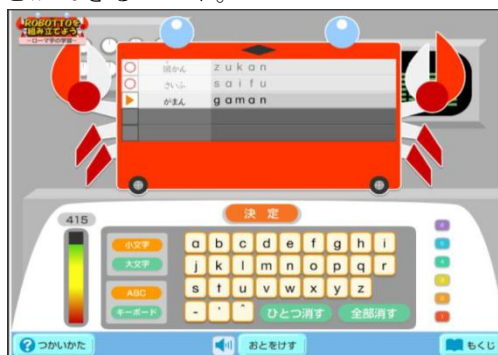 ROBOTTOを
組み立てよう
-ローマ字の学習-
ずかん zukan
さいふ saifu
がまん gaman
決 定
415
小文字
大文字
ABC
キーボード
a b c d e f g h i
j k l m n o p q r
s t u v w x y z
- ' ^
ひとつ消す 全部消す
? つかいかた
おとをけす
もくじ